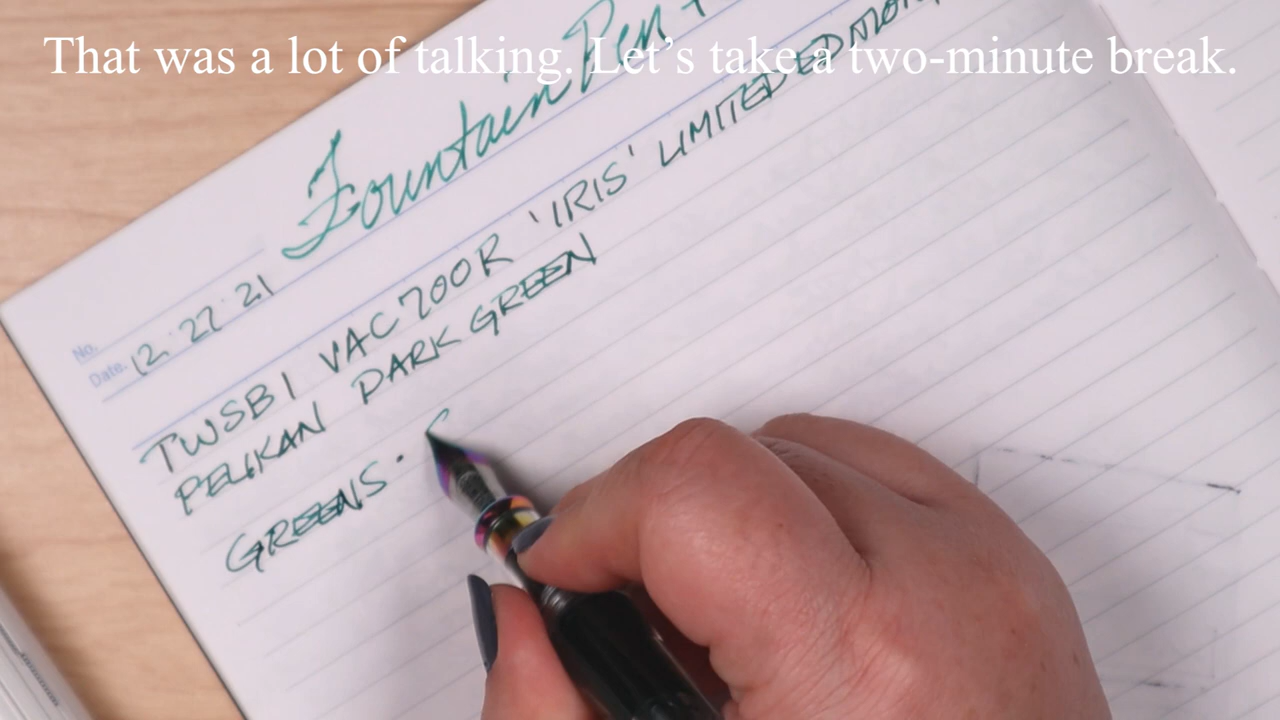 That was a lot of talking. Let’s take a two-minute break.
Fountain Pen
No.
Date. 12·27·21
TWSBI VAC700R 'IRIS' LIMITED EDITION
PELIKAN DARK GREEN
GREENS ·